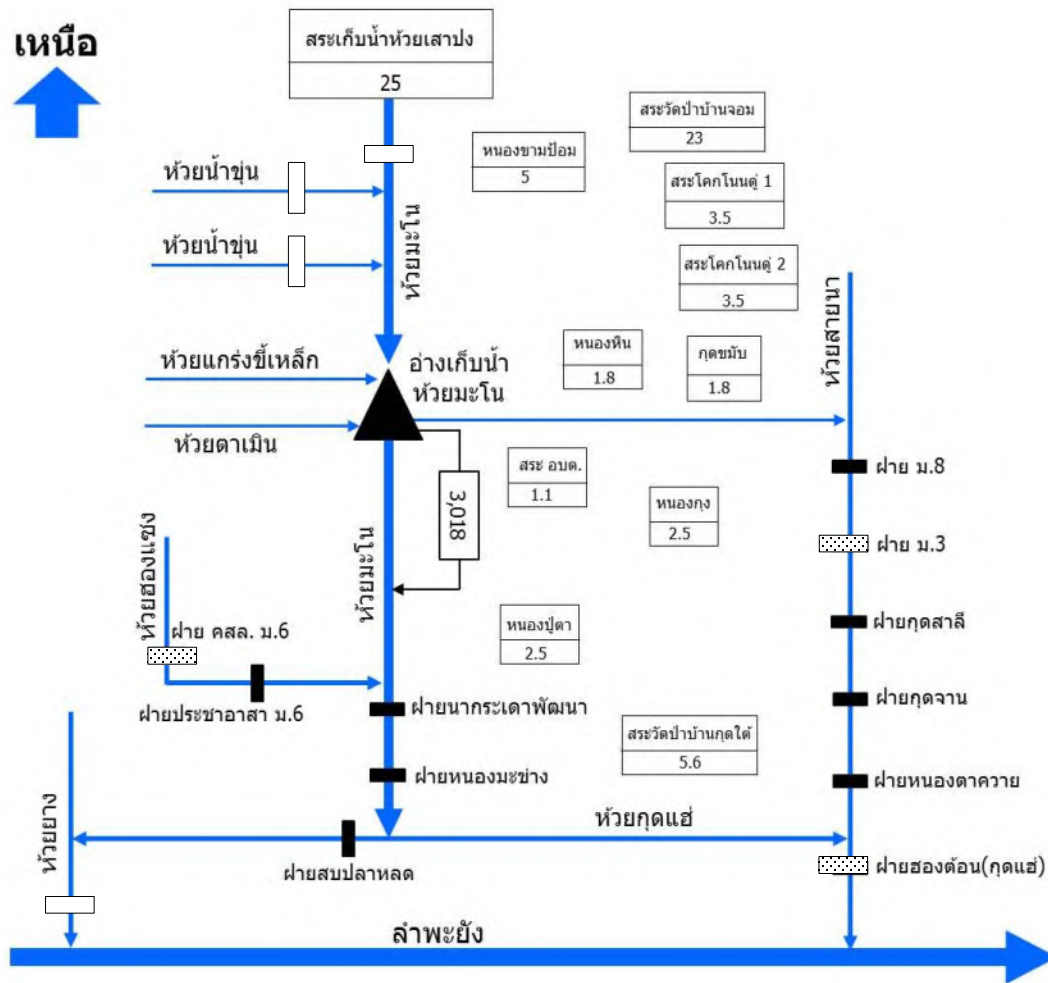 เหนือ
สระเก็บน้ำห้วยเสาปง
25
สระวัดป่าบ้านจอม
23
หนองขามป้อม
5
ห้วยน้ำขุ่น
สระโคกโนนดู่ 1
3.5
ห้วยมะโน
ห้วยน้ำขุ่น
สระโคกโนนดู่ 2
3.5
ห้วยสายนา
หนองหิน
1.8
กุดขมับ
1.8
ห้วยแกร่งขี้เหล็ก
อ่างเก็บน้ำ
ห้วยมะโน
ห้วยตาเมิน
สระ อบต.
1.1
ฝาย ม.8
3,018
หนองกุง
2.5
ห้วยมะโน
ฝาย ม.3
ห้วยฮองแซง
ฝาย คสล. ม.6
หนองปู่ตา
2.5
ฝายกุดสาลี
ฝายประชาอาสา ม.6
ฝายนากระเดาพัฒนา
ฝายกุดจาน
สระวัดป่าบ้านกุดใต้
5.6
ฝายหนองมะข่าง
ฝายหนองตาควาย
ห้วยยาง
ห้วยกุดแฮ่
ฝายสบปลาหลด
ฝายฮองต้อน(กุดแฮ่)
ลำพะยัง